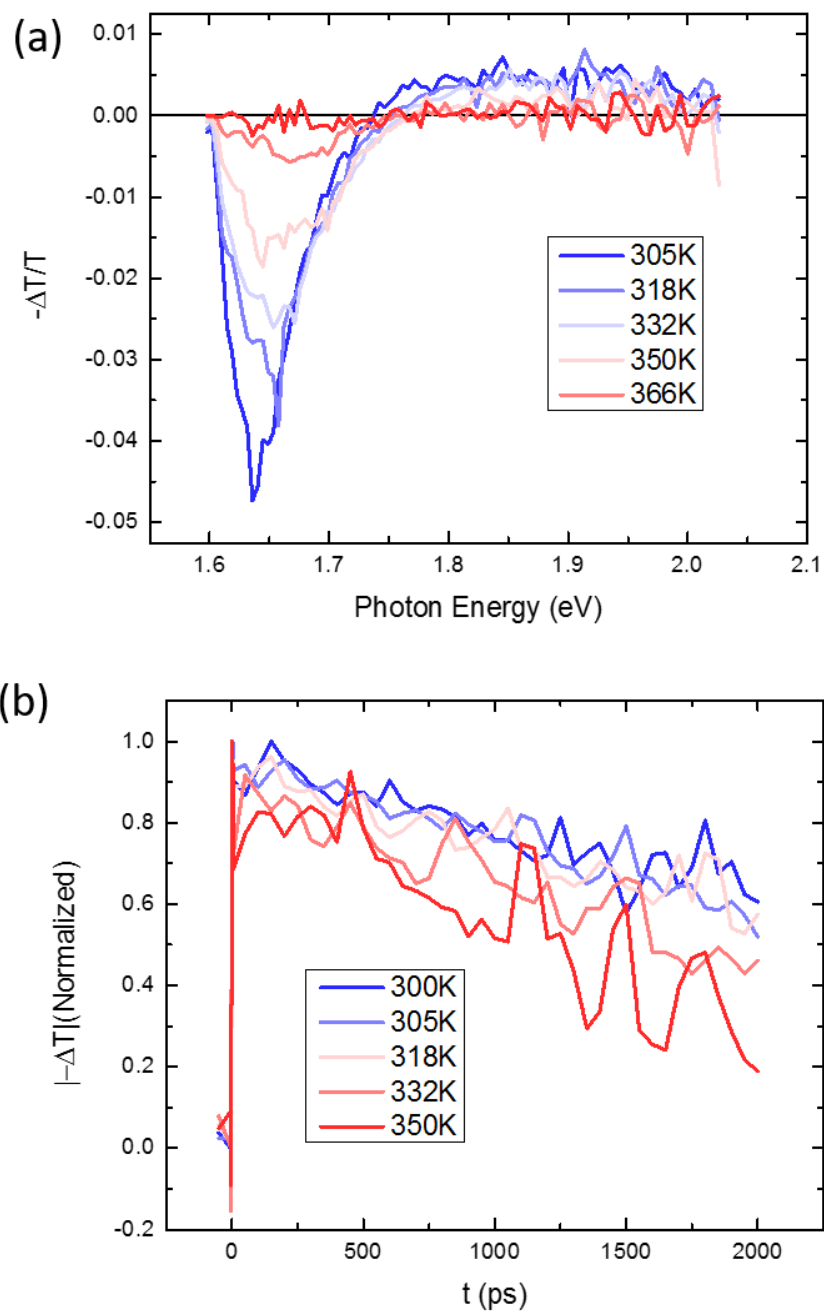 (a)
0.01
0.00
-0.01
-0.02
-0.03
-0.04
-0.05
-ΔT/T
305K
318K
332K
350K
366K
1.6 1.7 1.8 1.9 2.0 2.1
Photon Energy (eV)
(b)
1.0
0.8
0.6
0.4
0.2
0.0
-0.2
|−ΔT|(Normalized)
300K
305K
318K
332K
350K
0 500 1000 1500 2000
t (ps)